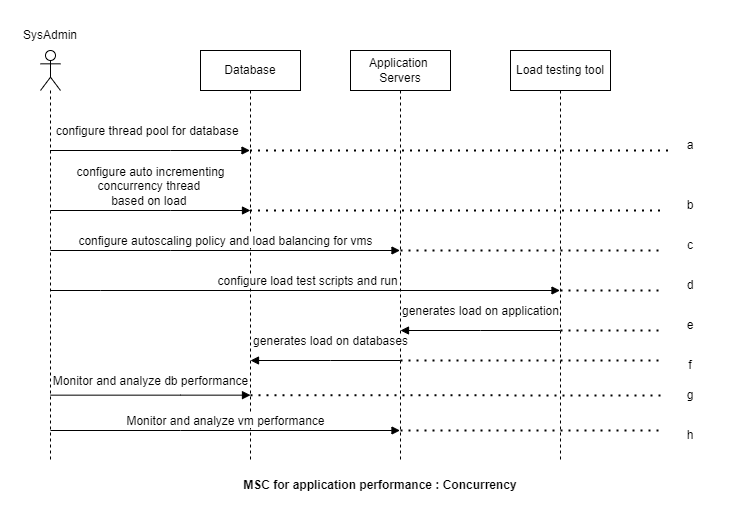 SysAdmin
Database
Application
Servers
Load testing tool
configure thread pool for database
a
configure auto incrementing
concurrency thread
based on load
b
configure autoscaling policy and load balancing for vms
c
configure load test scripts and run
d
generates load on application
e
generates load on databases
f
Monitor and analyze db performance
g
Monitor and analyze vm performance
h
MSC for application performance : Concurrency